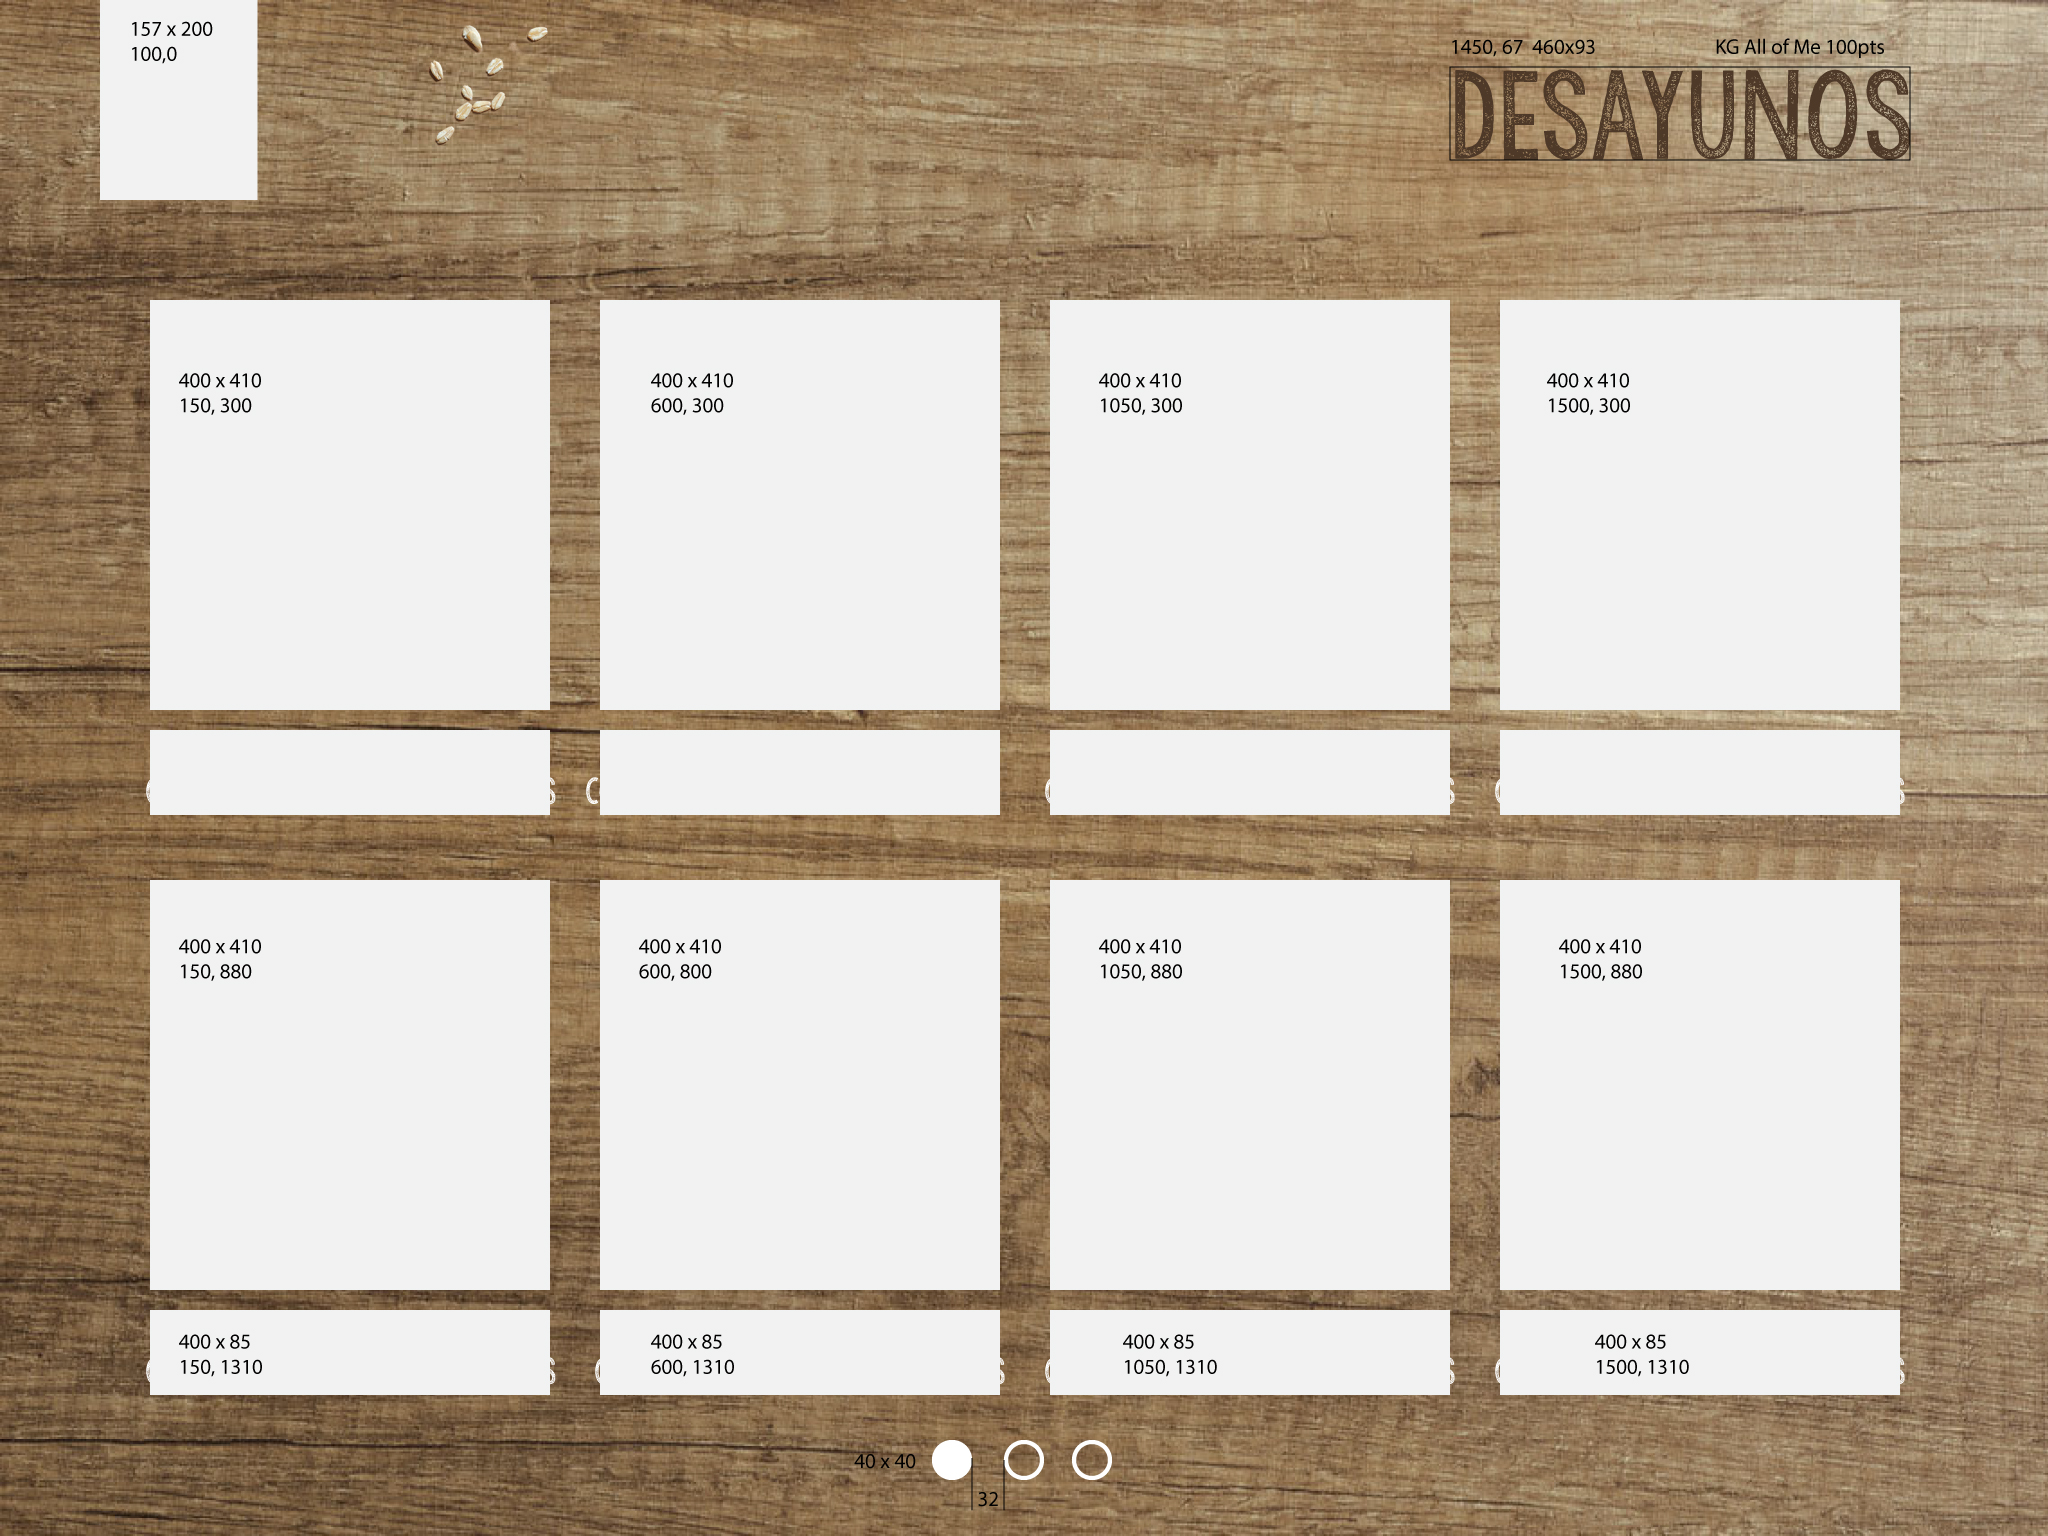 157 x 200
100,0
1450, 67 460x93
KG All of Me 100pts
DESAYUNOS
400 x 410
150, 300
400 x 410
600, 300
400 x 410
1050, 300
400 x 410
1500, 300
400 x 410
150, 880
400 x 410
600, 800
400 x 410
1050, 880
400 x 410
1500, 880
400 x 85
150, 1310
400 x 85
600, 1310
400 x 85
1050, 1310
400 x 85
1500, 1310
40 x 40
32